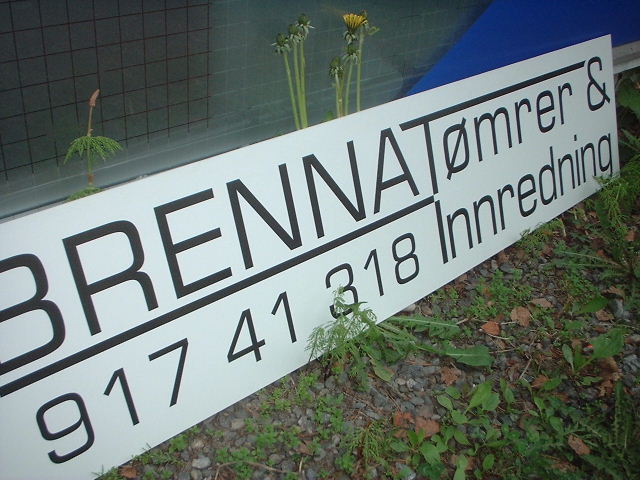 BRENNA Tømrer &
917 41 318 Innredning